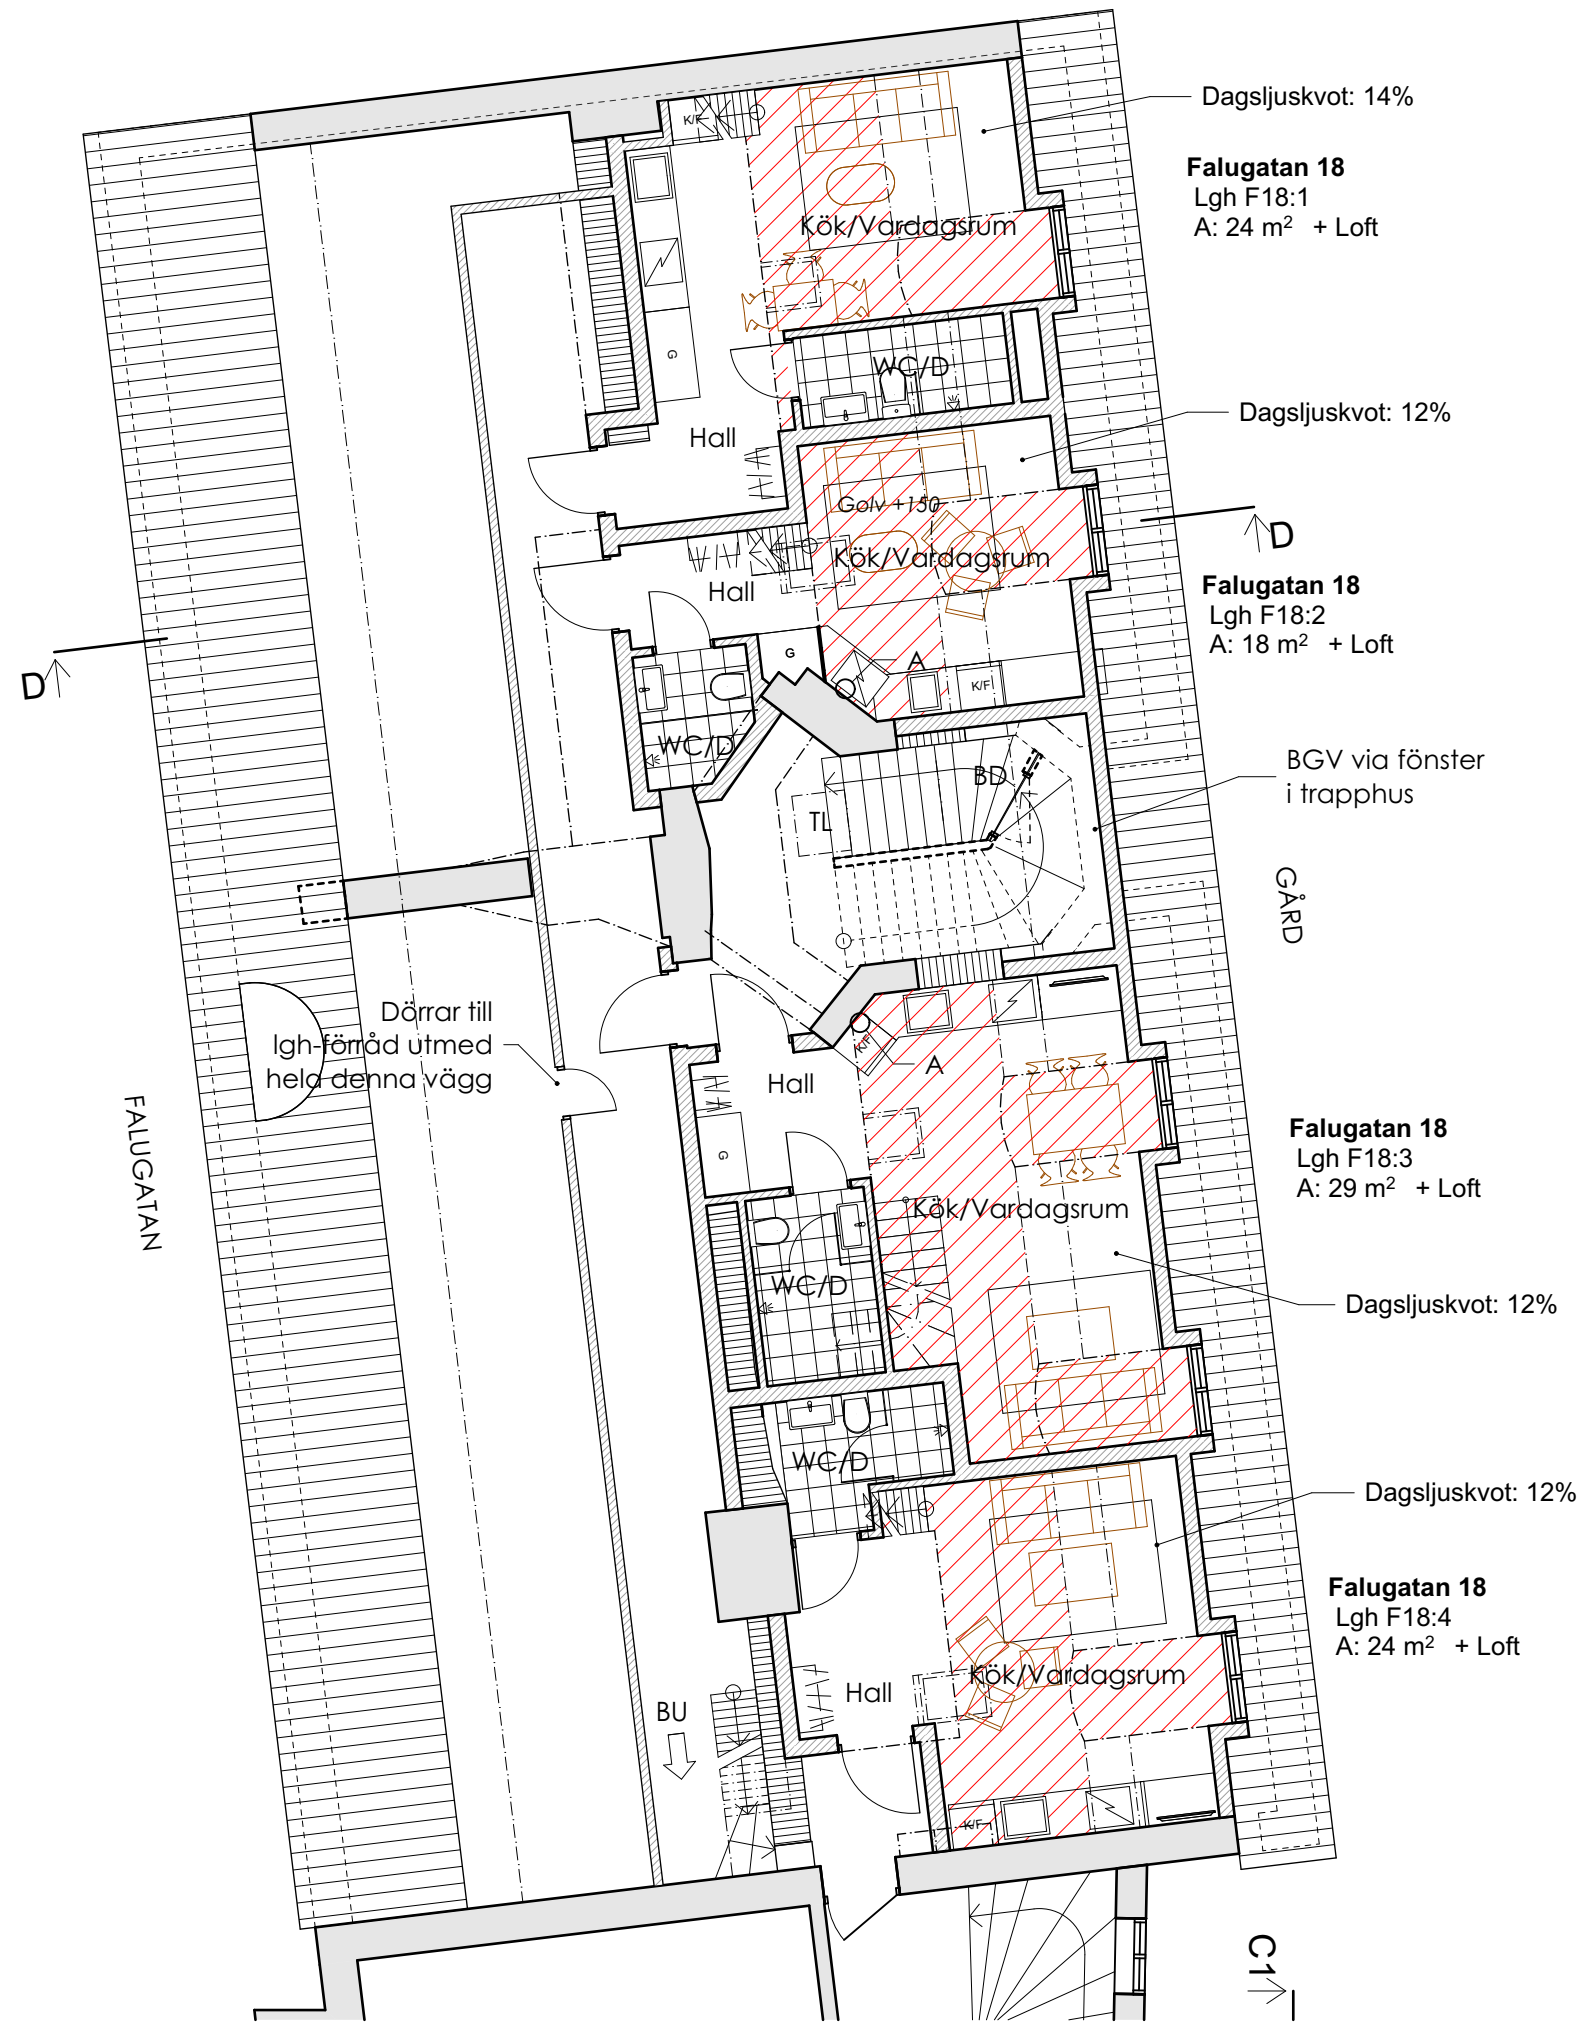 Dagsljuskvot: 14%
Falugatan 18
Lgh F18:1
A: 24 m² + Loft
K/F
Kök/Vardagsrum
G
WC/D
Hall
Dagsljuskvot: 12%
Golv +150
Kök/Vardagsrum
Hall
D
D
Falugatan 18
Lgh F18:2
A: 18 m² + Loft
G
A
K/F
WC/D
BGV via fönster
i trapphus
BD
TL
GÅRD
Dörrar till
lgh-förråd utmed
hela denna vägg
K/F
A
Hall
FALUGATAN
G
Falugatan 18
Lgh F18:3
A: 29 m² + Loft
Kök/Vardagsrum
WC/D
Dagsljuskvot: 12%
WC/D
Dagsljuskvot: 12%
Falugatan 18
Lgh F18:4
A: 24 m² + Loft
Kök/Vardagsrum
Hall
BU
K/F
C1